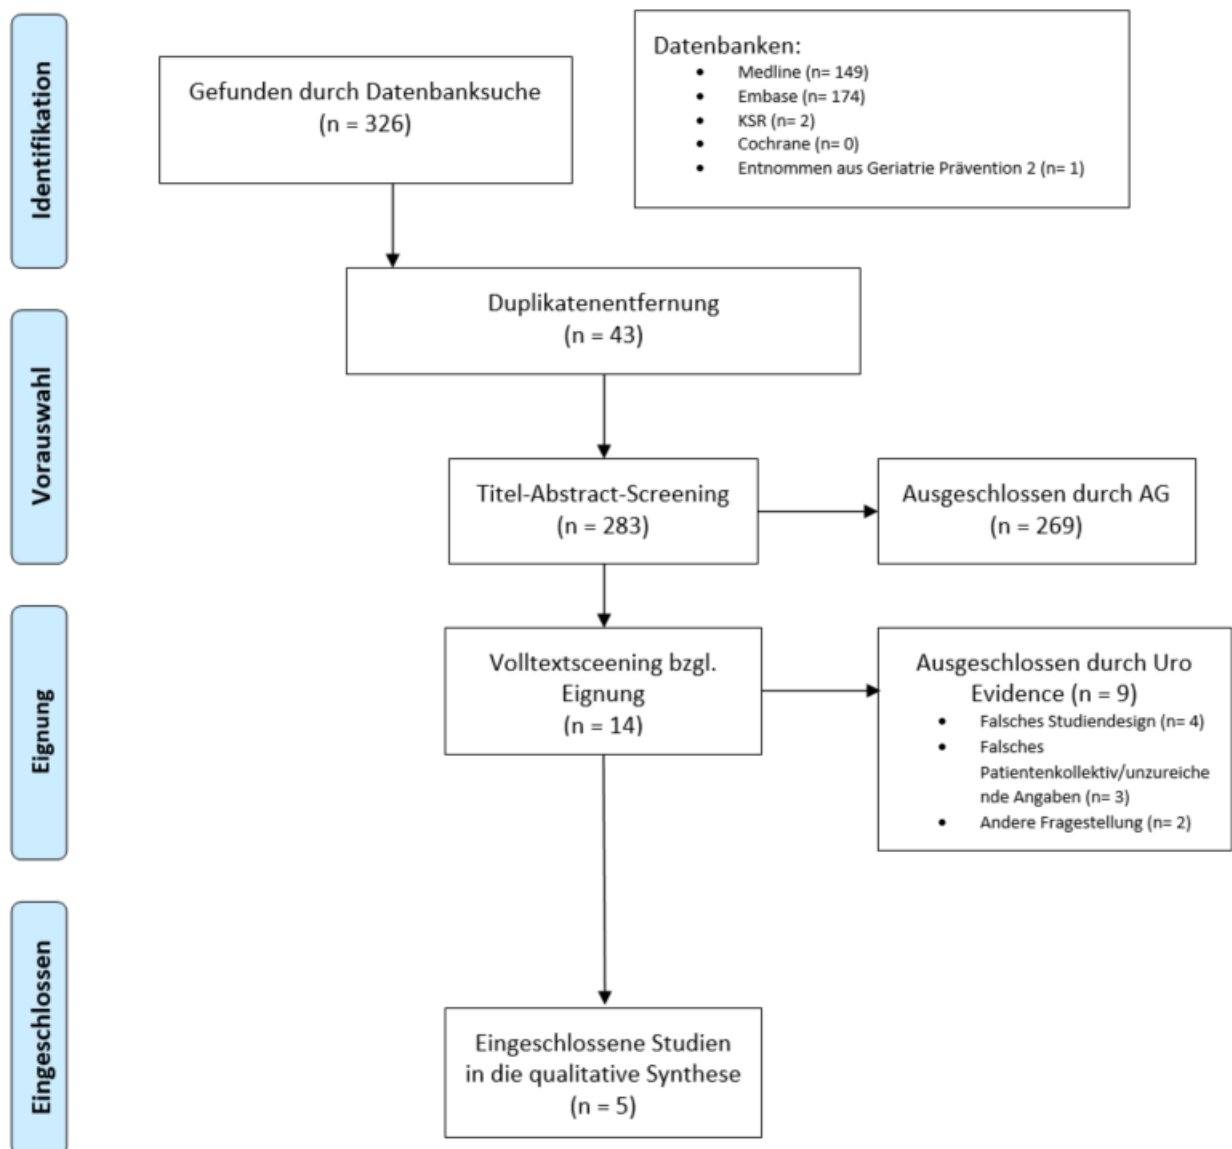 Identifikation
Gefunden durch Datenbanksuche
(n = 326)
Datenbanken:
• Medline (n= 149)
• Embase (n= 174)
• KSR (n= 2)
• Cochrane (n= 0)
• Entnommen aus Geriatrie Prävention 2 (n= 1)
Vorauswahl
Duplikatenentfernung
(n = 43)
Titel-Abstract-Screening
(n = 283)
Ausgeschlossen durch AG
(n = 269)
Eignung
Volltextsceening bzgl.
Eignung
(n = 14)
Ausgeschlossen durch Uro
Evidence (n = 9)
• Falsches Studiendesign (n= 4)
• Falsches
Patientenkollektiv/unzureiche
nde Angaben (n= 3)
• Andere Fragestellung (n= 2)
Eingeschlossen
Eingeschlossene Studien
in die qualitative Synthese
(n = 5)